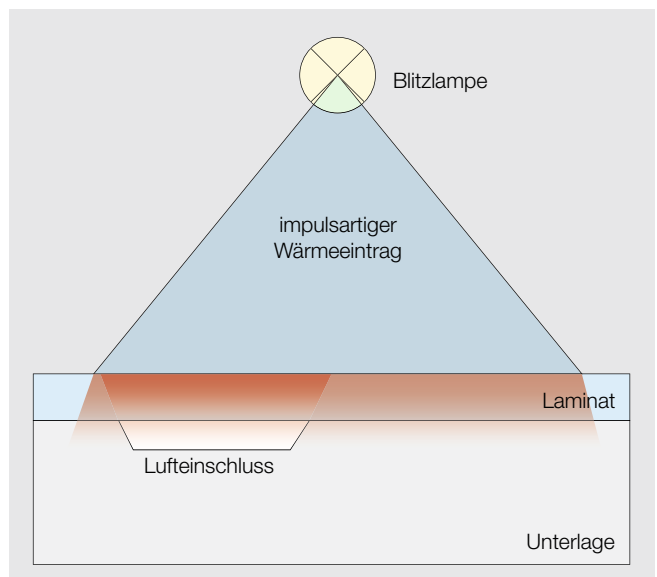 Blitzlampe
impulsartiger
Wärmeeintrag
Laminat
Lufteinschluss
Unterlage